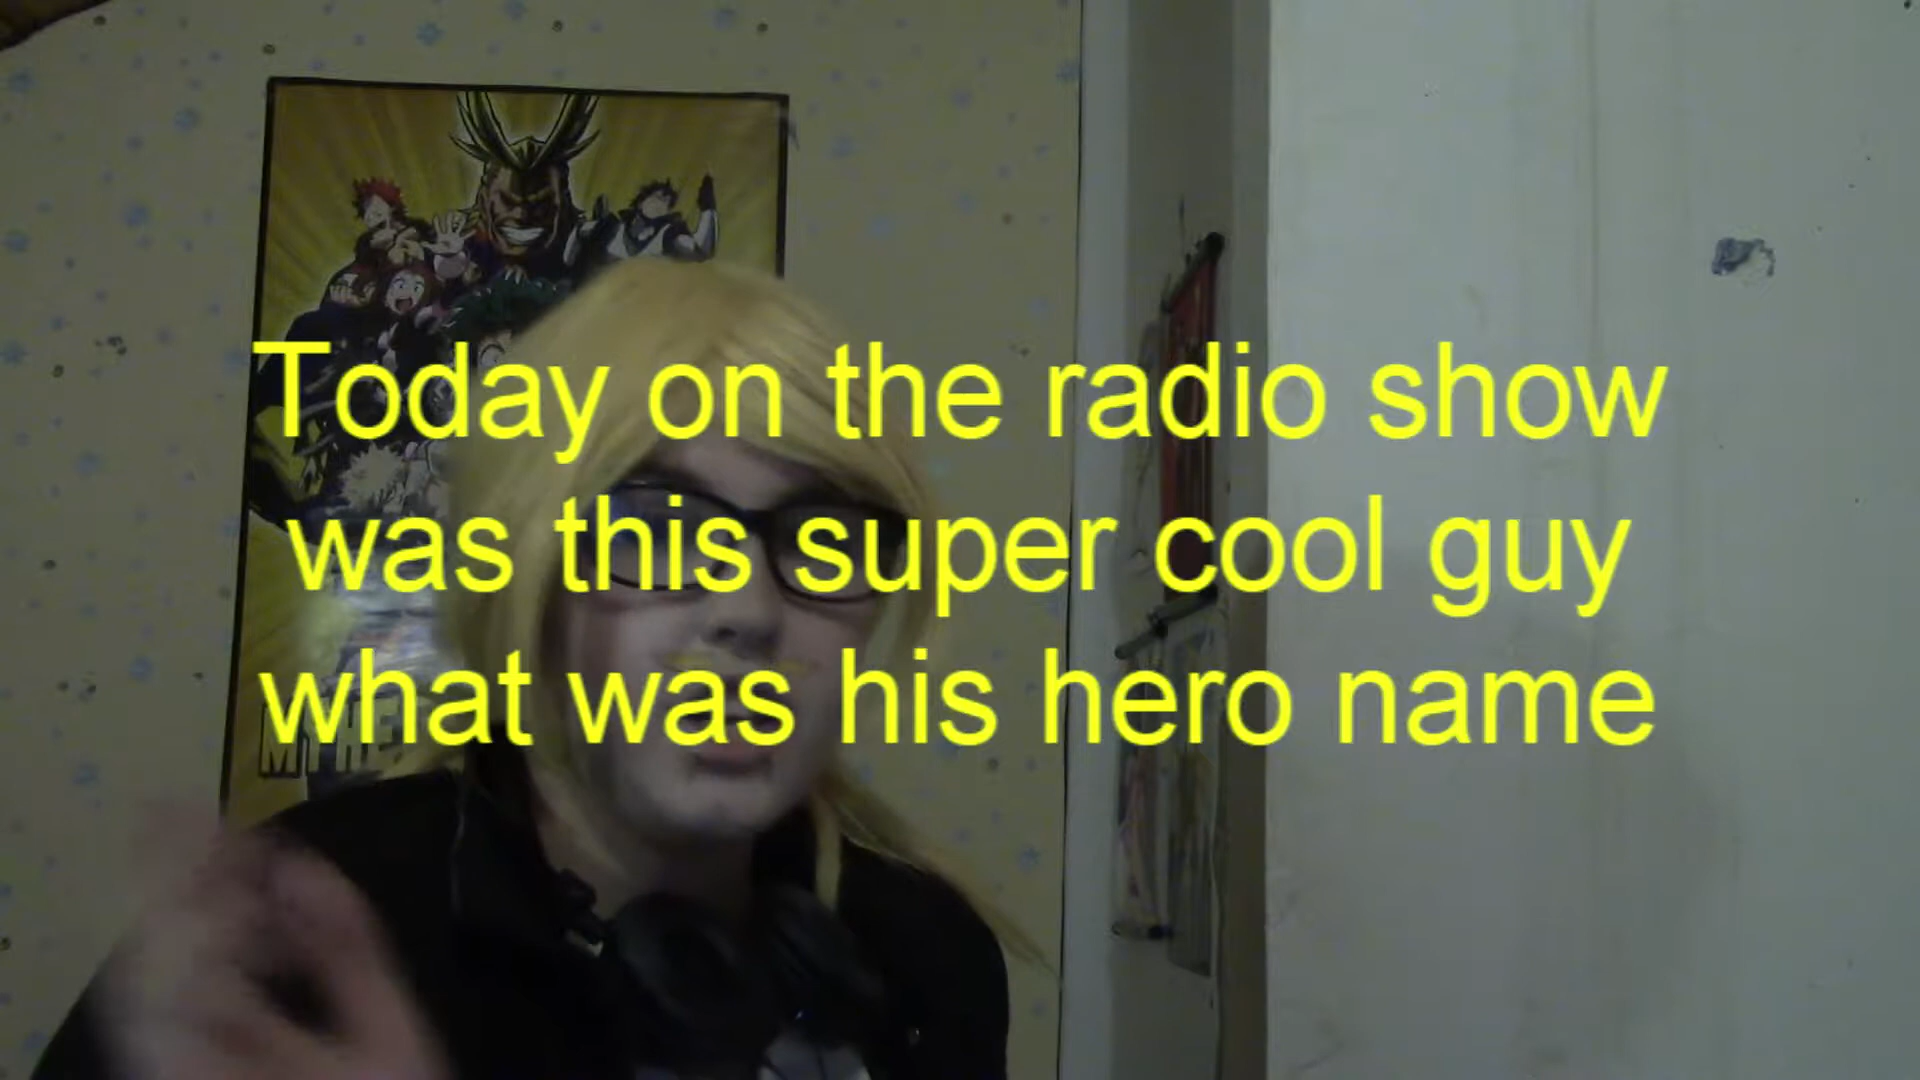 Today on the radio show
was this super cool guy
what was his hero name